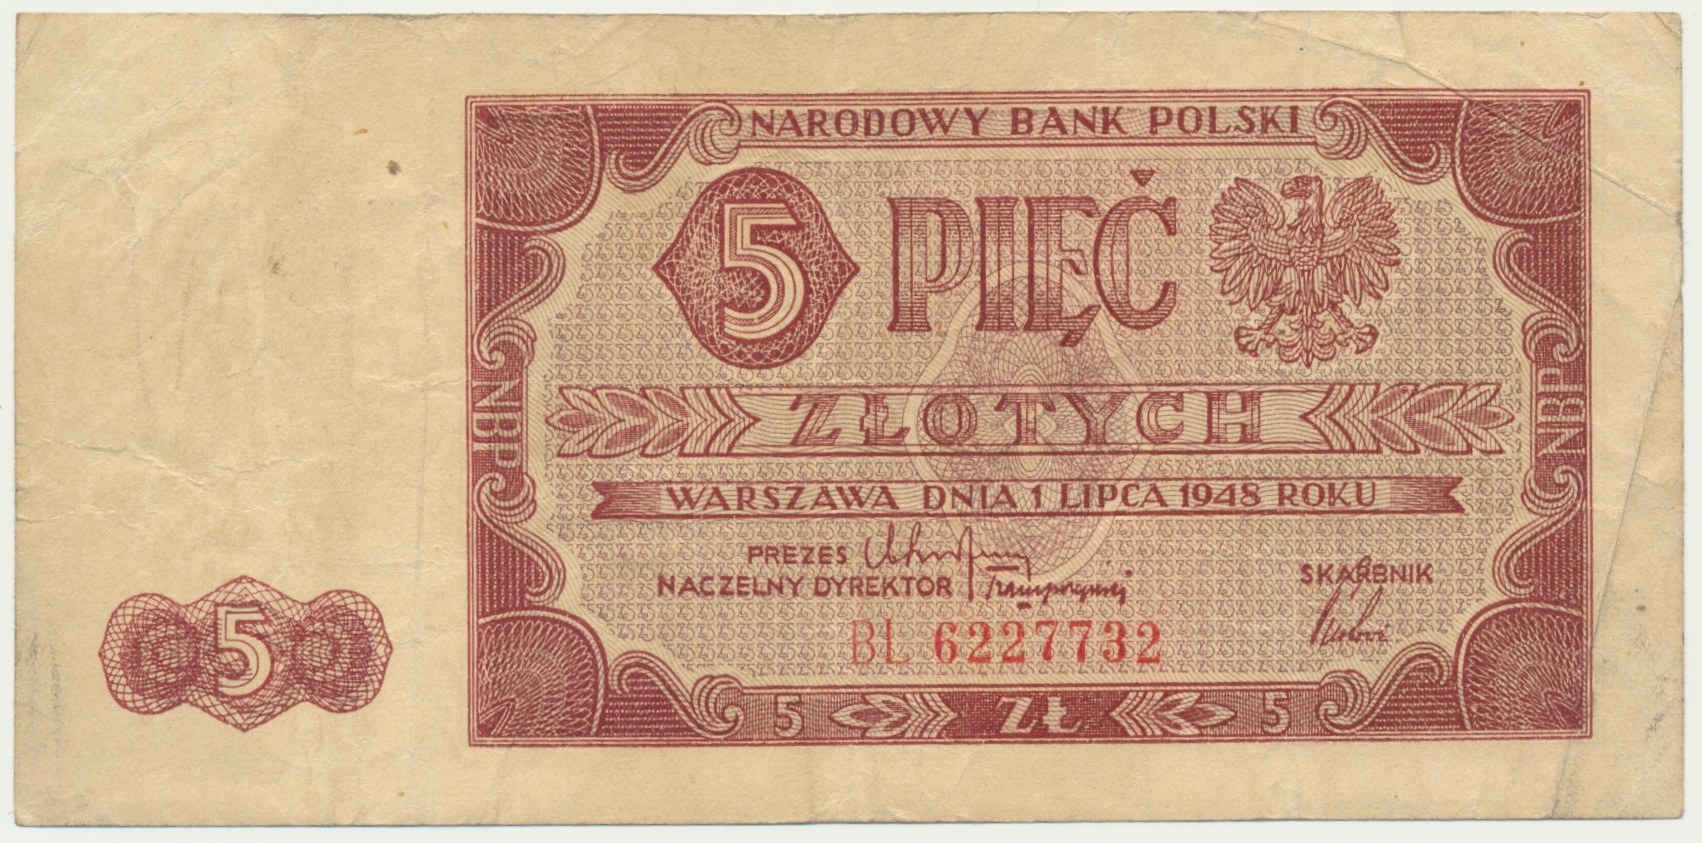 NARODOWY BANK POLSKI
5 PIĘĆ
ZŁOTYCH
NBP
NBP
WARSZAWA DNIA 1 LIPCA 1948 ROKU
PREZES
NACZELNY DYREKTOR
SKARBNIK
BL 6227732
5
5 ZŁ 5